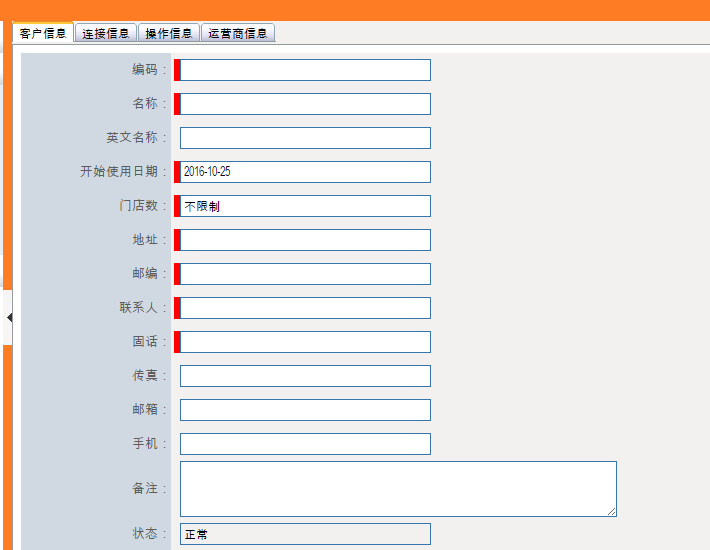 客户信息 连接信息 操作信息 运营商信息
编码：
名称：
英文名称：
开始使用日期： 2016-10-25
门店数： 不限制
地址：
邮编：
联系人：
固话：
传真：
邮箱：
手机：
备注：
状态： 正常